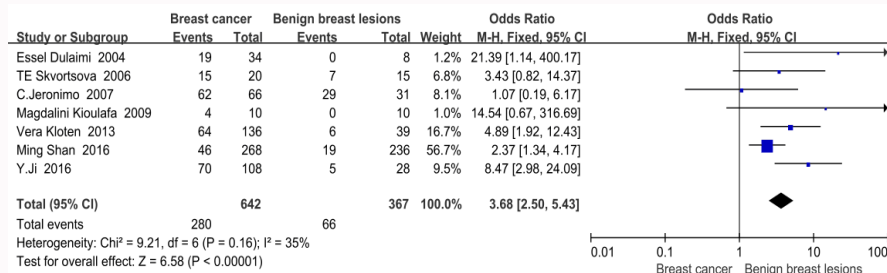 Breast cancer Benign breast lesions Odds Ratio Odds Ratio
Study or Subgroup Events Total Events Total Weight M-H. Fixed. 95% CI M-H. Fixed. 95% CI
Essel Dulaimi 2004 19 34 0 8 1.2% 21.39 [1.14, 400.17]
TE Skvortsova 2006 15 20 7 15 5.8% 3.43 [0.82, 14.37]
C.Jeronimo 2007 62 66 29 31 9.1% 1.07 [0.19, 6.17]
Magdalini Kioulafa 2009 4 10 0 10 1.0% 14.54 [0.67, 316.69]
Vera Kloten 2013 64 136 6 39 16.7% 4.89 [1.92, 12.43]
Ming Shan 2016 46 268 19 236 56.7% 2.37 [1.34, 4.17]
Y.Ji 2016 70 108 5 28 9.5% 8.47 [2.98, 24.09]
Total (95% CI) 642 367 100.0% 3.68 [2.50, 5.43]
Total events 280 66
Heterogeneity: Chi² = 9.21, df = 6 (P = 0.16); I² = 35%
Test for overall effect: Z = 6.58 (P < 0.00001)
0.01 0.1 1 10 100
Breast cancer Benign breast lesions